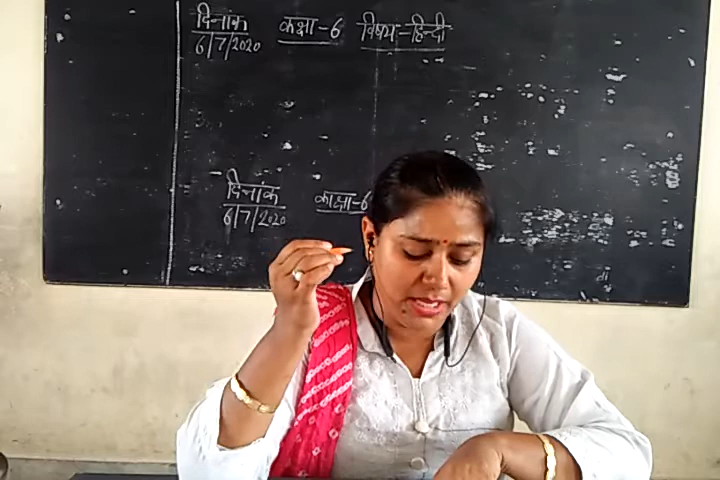 दिनांक कक्षा-6 विषय-हिन्दी
6/7/2020
दिनांक कक्षा-6
6/7/2020